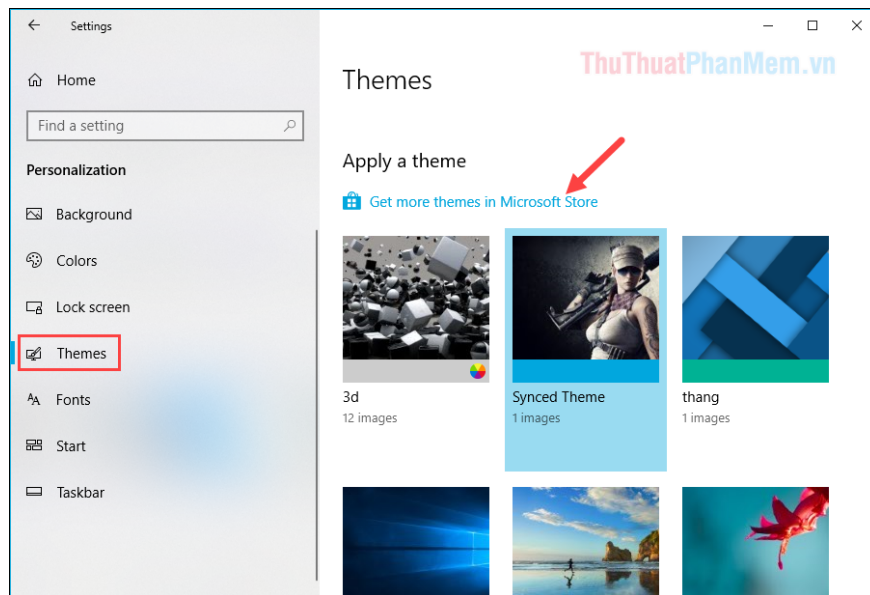 Settings
ThuThuatPhanMem.vn
Home
Find a setting
Personalization
Background
Colors
Lock screen
Themes
Fonts
Start
Taskbar
Themes
Apply a theme
Get more themes in Microsoft Store
3d
12 images
Synced Theme
1 images
thang
1 images